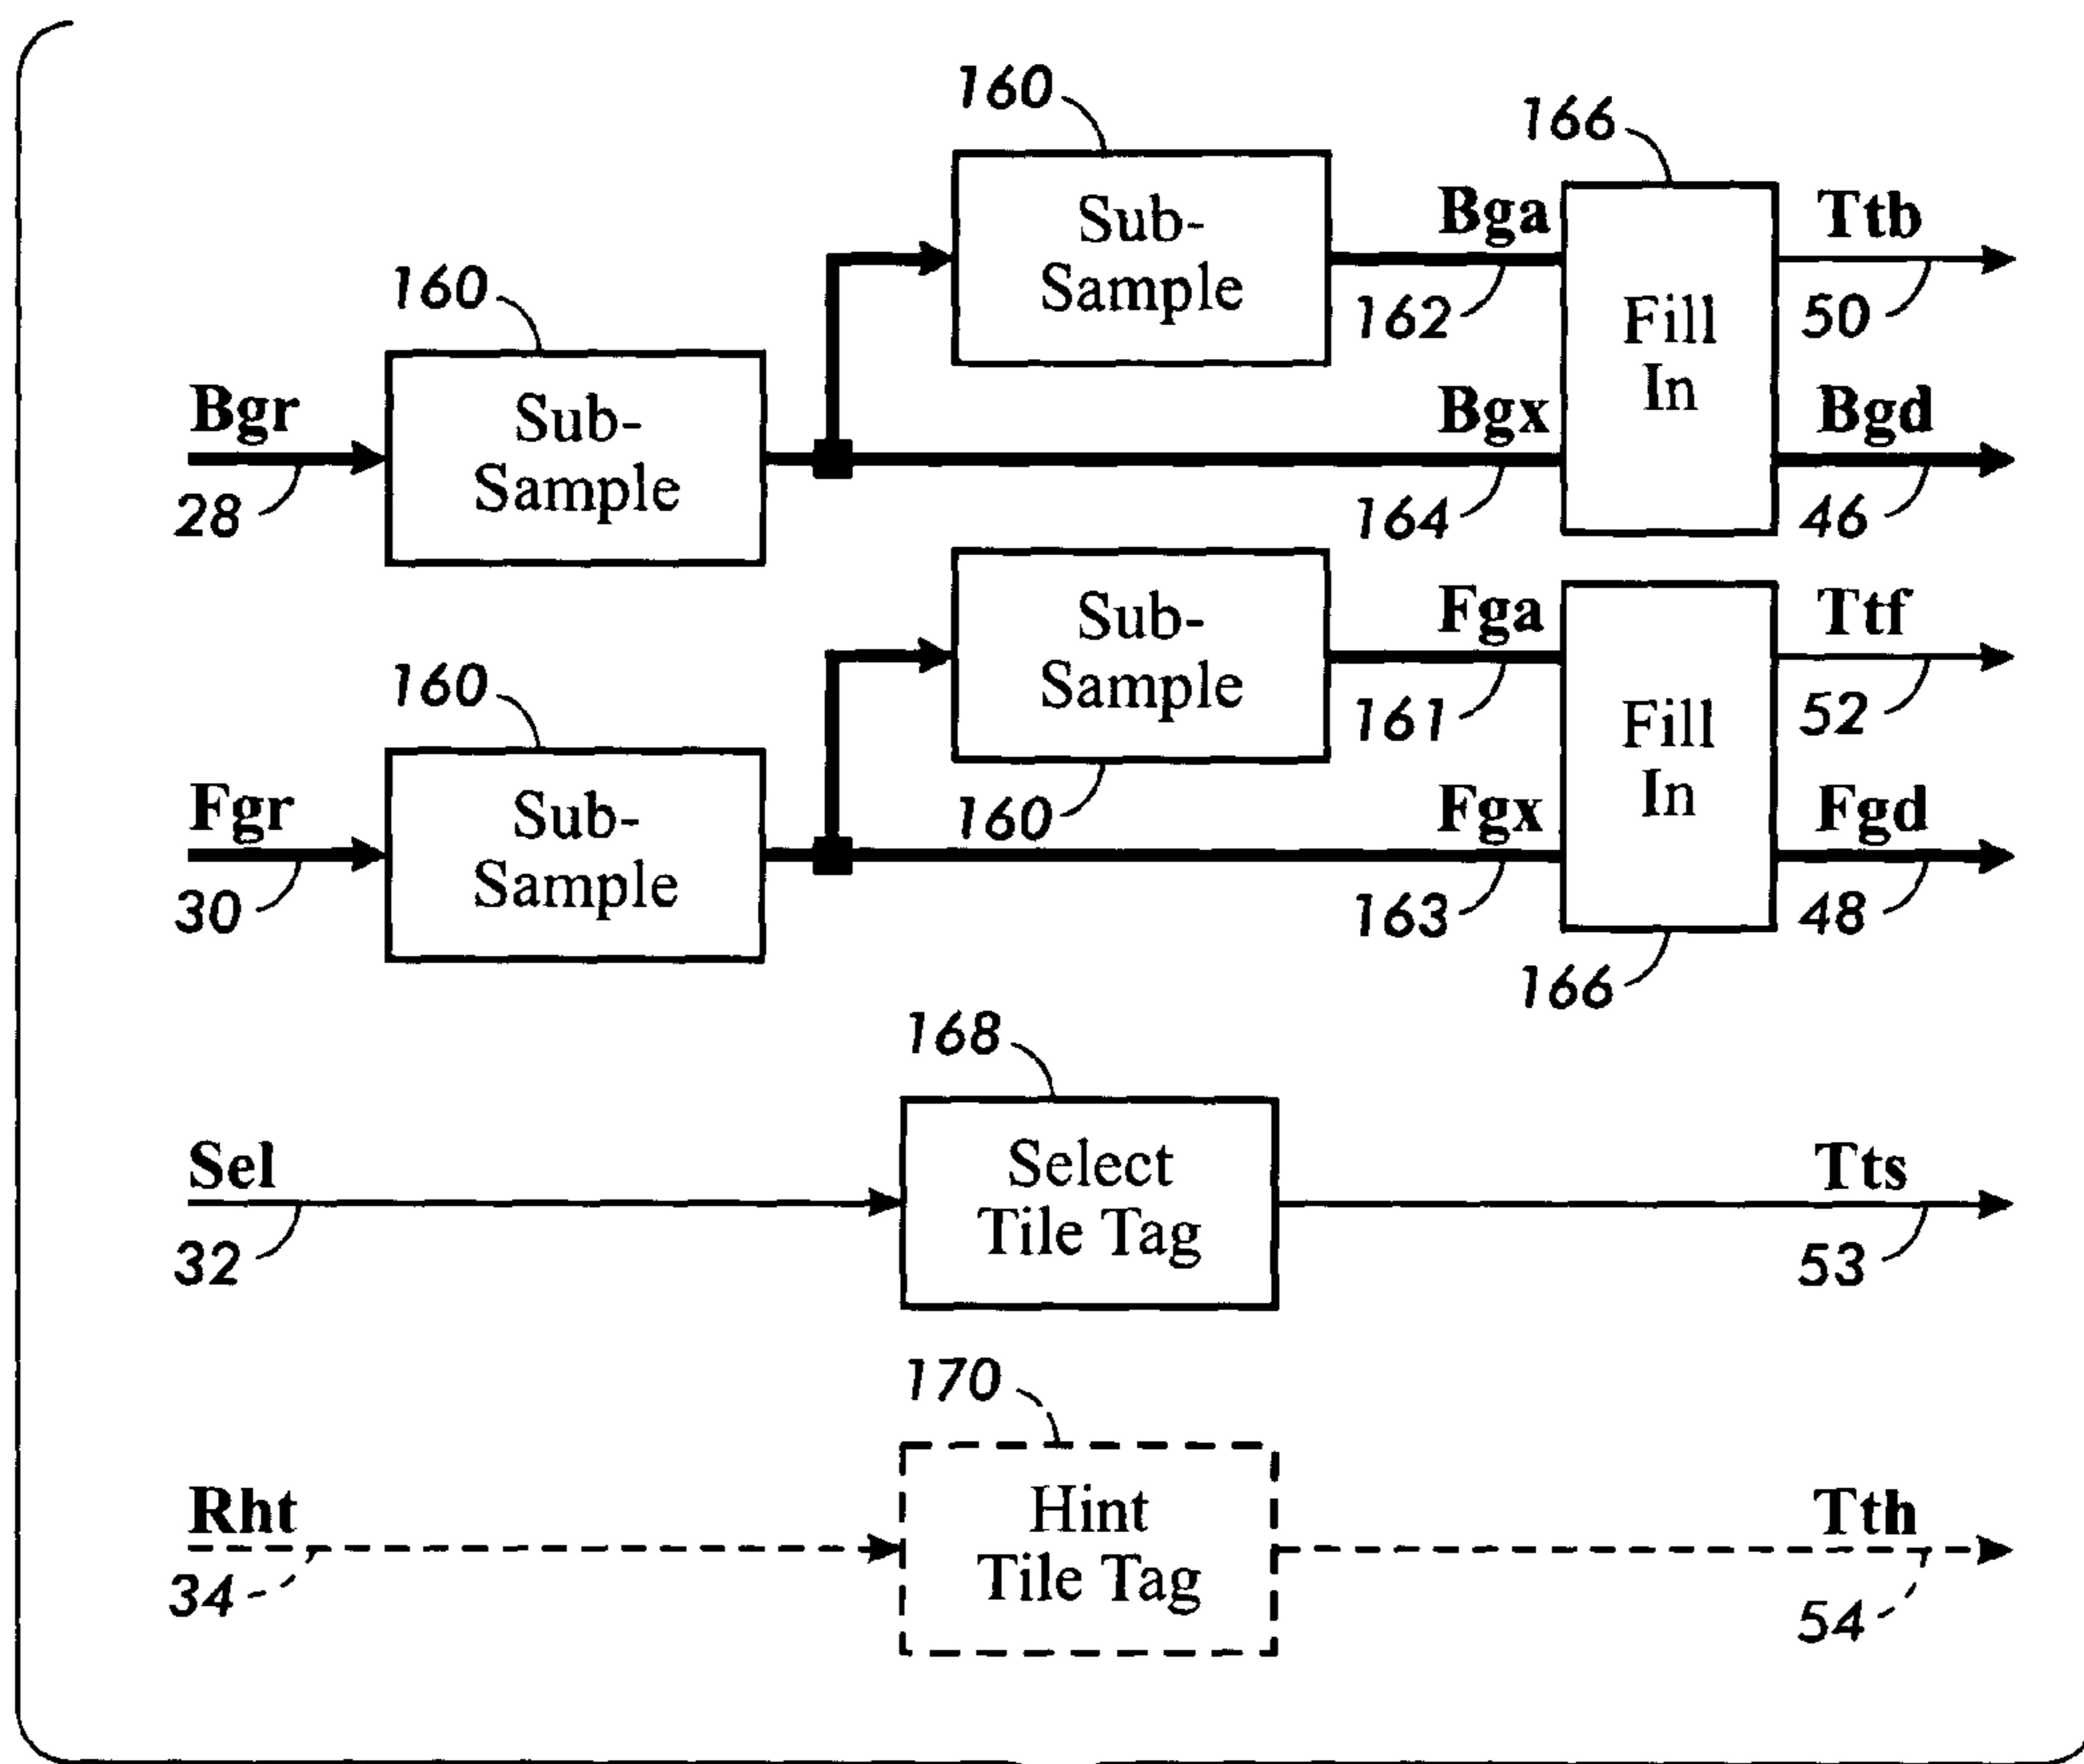 160
166
Sub-
Sample
Bga
Ttb
160
162
Fill
In
50
Bgr
Sub-
Sample
Bgx
Bgd
28
164
46
Sub-
Sample
Fga
Ttf
160
161
Fill
In
52
Fgr
Sub-
Sample
160
Fgx
Fgd
30
163
48
166
168
Sel
Select
Tile Tag
Tts
32
53
170
Rht
Hint
Tile Tag
Tth
34
54